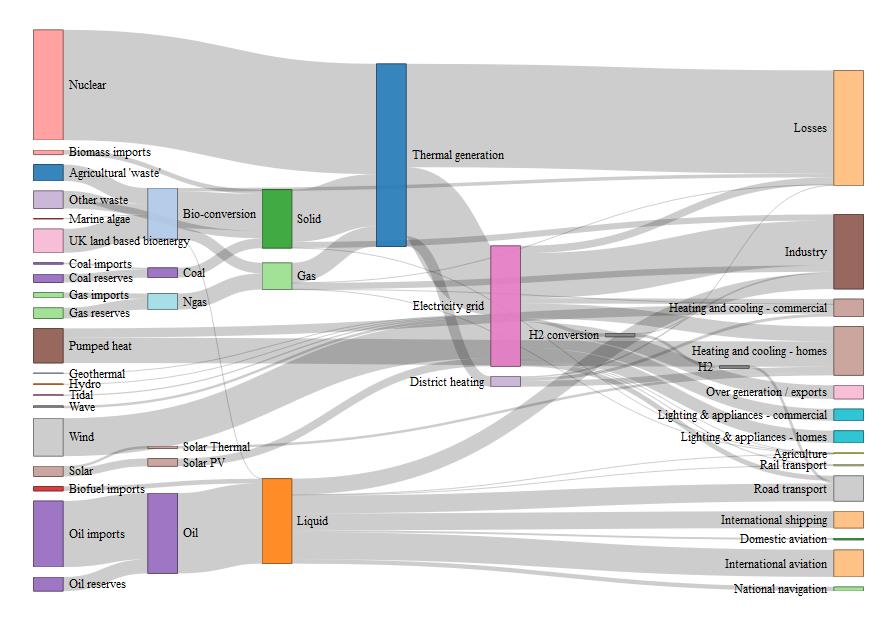 Nuclear
Biomass imports
Agricultural 'waste'
Other waste
Marine algae
UK land based bioenergy
Coal imports
Coal reserves
Gas imports
Gas reserves
Pumped heat
Geothermal
Hydro
Tidal
Wave
Wind
Solar
Biofuel imports
Oil imports
Oil reserves
Bio-conversion
Coal
Ngas
Solar Thermal
Solar PV
Oil
Solid
Gas
Liquid
Thermal generation
Electricity grid
District heating
H2 conversion
H2
Losses
Industry
Heating and cooling - commercial
Heating and cooling - homes
Over generation / exports
Lighting & appliances - commercial
Lighting & appliances - homes
Agriculture
Rail transport
Road transport
International shipping
Domestic aviation
International aviation
National navigation